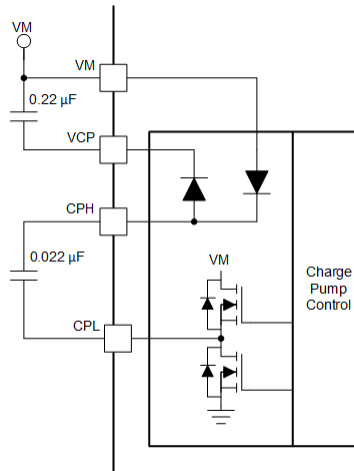 VM
VM
0.22 µF
VCP
CPH
0.022 µF
VM
CPL
Charge
Pump
Control